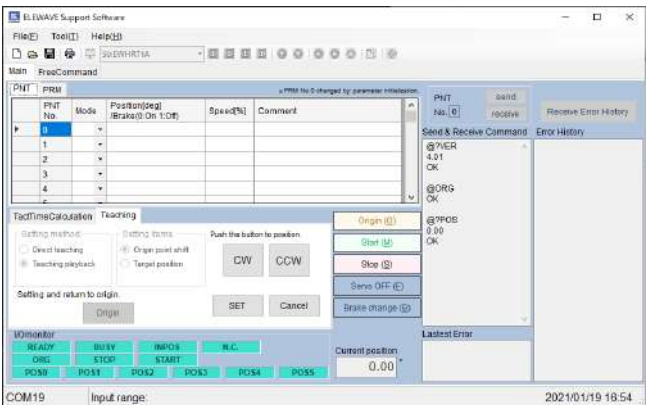 ELEWAVE Support Software
File(F) Tool(T) Help(H)
Main FreeCommand
PNT PRM
※PRM No.0 changed by parameter initialization.
PNT No. Mode Position[deg] /Brake(0:On 1:Off) Speed[%] Comment
0
1
2
3
4
PNT No. 0 send receive
Receive Error History
Send & Receive Command
@?VER
4.01
OK
@ORG
OK
@?POS
0.00
OK
Error History
TactTimeCalculation Teaching
Setting method
Direct teaching
Teaching playback
Setting items
Origin point shift
Target position
Push the button to position.
CW CCW
Setting and return to origin.
Origin
SET Cancel
Origin (O)
Start (M)
Stop (S)
Servo OFF (F)
Brake change (B)
I/Omonitor
READY BUSY INPOS N.C.
ORG STOP START
POS0 POS1 POS2 POS3 POS4 POS5
Current position
0.00 °
Lastest Error
COM19 Input range: 2021/01/19 16:54